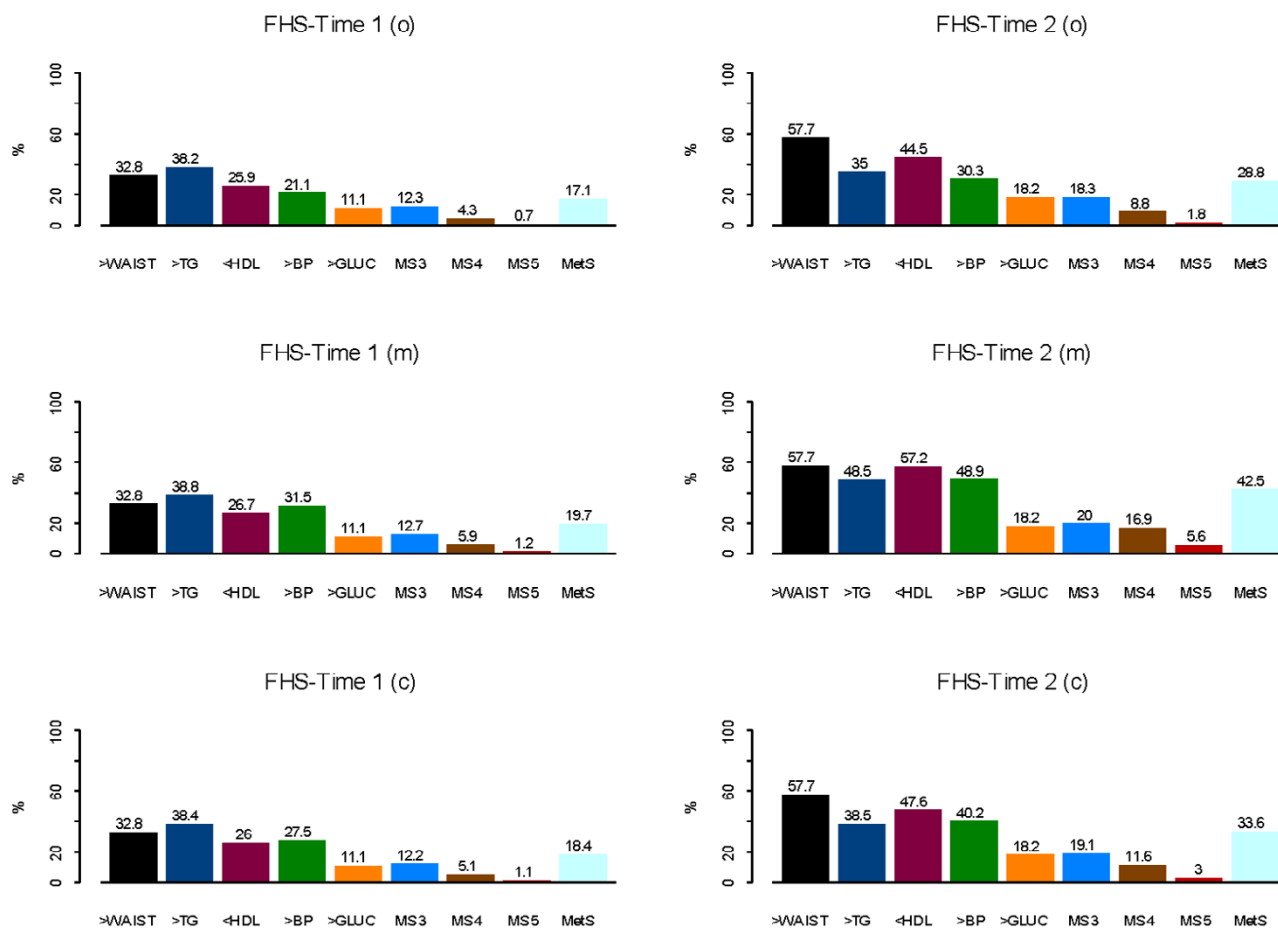 FHS-Time 1 (o)
%
0 20 60 100
32.8 38.2 25.9 21.1 11.1 12.3 4.3 0.7 17.1
>WAIST >TG <HDL >BP >GLUC MS3 MS4 MS5 MetS
FHS-Time 2 (o)
%
0 20 60 100
57.7 35 44.5 30.3 18.2 18.3 8.8 1.8 28.8
>WAIST >TG <HDL >BP >GLUC MS3 MS4 MS5 MetS
FHS-Time 1 (m)
%
0 20 60 100
32.8 38.8 26.7 31.5 11.1 12.7 5.9 1.2 19.7
>WAIST >TG <HDL >BP >GLUC MS3 MS4 MS5 MetS
FHS-Time 2 (m)
%
0 20 60 100
57.7 48.5 57.2 48.9 18.2 20 16.9 5.6 42.5
>WAIST >TG <HDL >BP >GLUC MS3 MS4 MS5 MetS
FHS-Time 1 (c)
%
0 20 60 100
32.8 38.4 26 27.5 11.1 12.2 5.1 1.1 18.4
>WAIST >TG <HDL >BP >GLUC MS3 MS4 MS5 MetS
FHS-Time 2 (c)
%
0 20 60 100
57.7 38.5 47.6 40.2 18.2 19.1 11.6 3 33.6
>WAIST >TG <HDL >BP >GLUC MS3 MS4 MS5 MetS